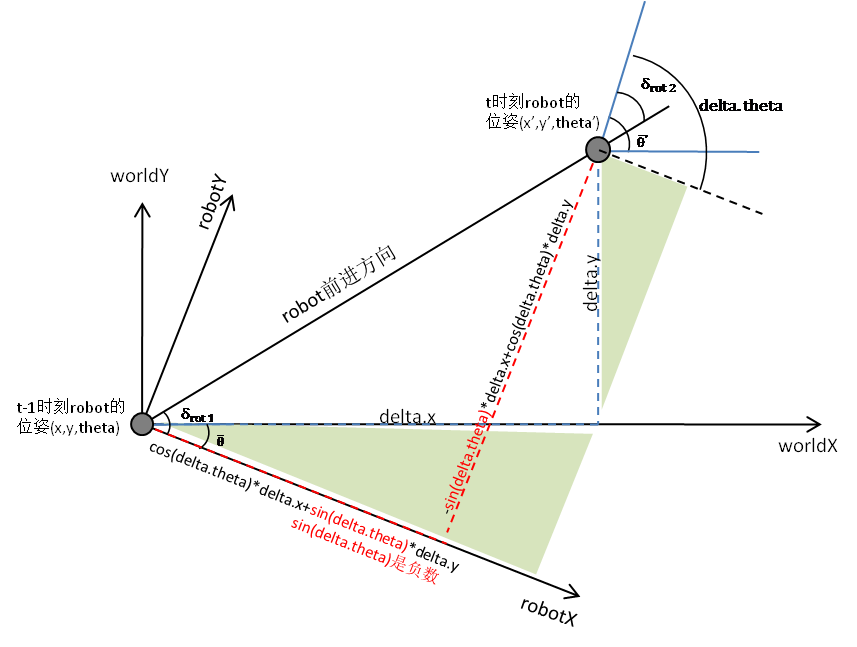 t时刻robot的
位姿(x’,y’,theta’)
δrot 2
delta.theta
θ̅’
worldY
robotY
robot前进方向
delta.y
-sin(delta.theta)*delta.x+cos(delta.theta)*delta.y
t-1时刻robot的
位姿(x,y,theta)
δrot 1
θ̅
delta.x
worldX
cos(delta.theta)*delta.x+sin(delta.theta)*delta.y
sin(delta.theta)是负数
robotX